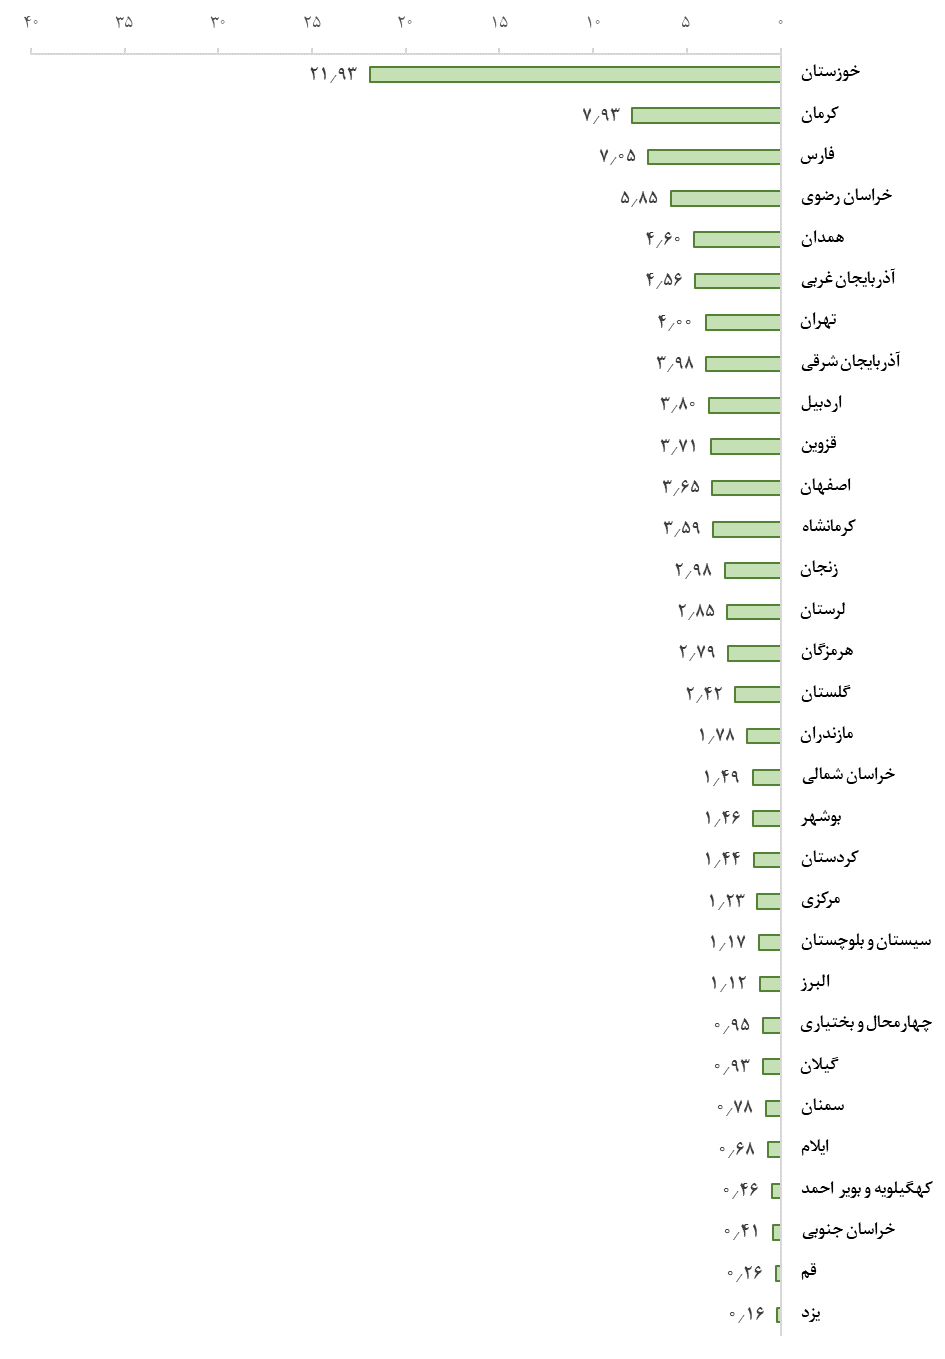 ۴۰ ۳۵ ۳۰ ۲۵ ۲۰ ۱۵ ۱۰ ۵ ۰
خوزستان ۲۱٫۹۳
کرمان ۷٫۹۳
فارس ۷٫۰۵
خراسان رضوی ۵٫۸۵
همدان ۴٫۶۰
آذربایجان غربی ۴٫۵۶
تهران ۴٫۰۰
آذربایجان شرقی ۳٫۹۸
اردبیل ۳٫۸۰
قزوین ۳٫۷۱
اصفهان ۳٫۶۵
کرمانشاه ۳٫۵۹
زنجان ۲٫۹۸
لرستان ۲٫۸۵
هرمزگان ۲٫۷۹
گلستان ۲٫۴۲
مازندران ۱٫۷۸
خراسان شمالی ۱٫۴۹
بوشهر ۱٫۴۶
کردستان ۱٫۴۴
مرکزی ۱٫۲۳
سیستان و بلوچستان ۱٫۱۷
البرز ۱٫۱۲
چهارمحال و بختیاری ۰٫۹۵
گیلان ۰٫۹۳
سمنان ۰٫۷۸
ایلام ۰٫۶۸
کهگیلویه و بویر احمد ۰٫۴۶
خراسان جنوبی ۰٫۴۱
قم ۰٫۲۶
یزد ۰٫۱۶